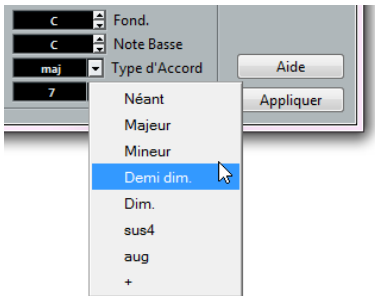 C Fond.
C Note Basse
maj Type d'Accord Aide
7 Appliquer
Néant
Majeur
Mineur
Demi dim.
Dim.
sus4
aug
+